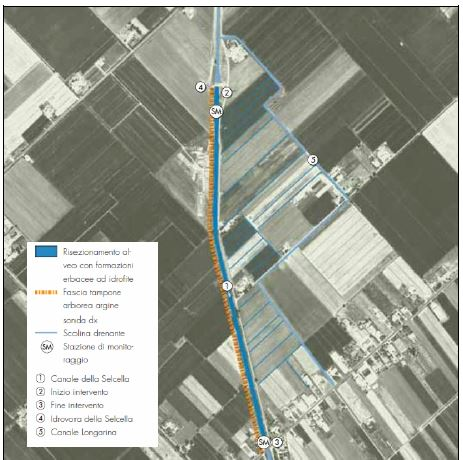 4
2
SM
5
1
SM 3
Risezionamento al-
veo con formazioni
erbacee ad idrofite
Fascia tampone
arborea argine
sonda dx
Scolina drenante
SM Stazione di monito-
raggio
1 Canale della Selcella
2 Inizio intervento
3 Fine intervento
4 Idrovora della Selcella
5 Canale Longarina